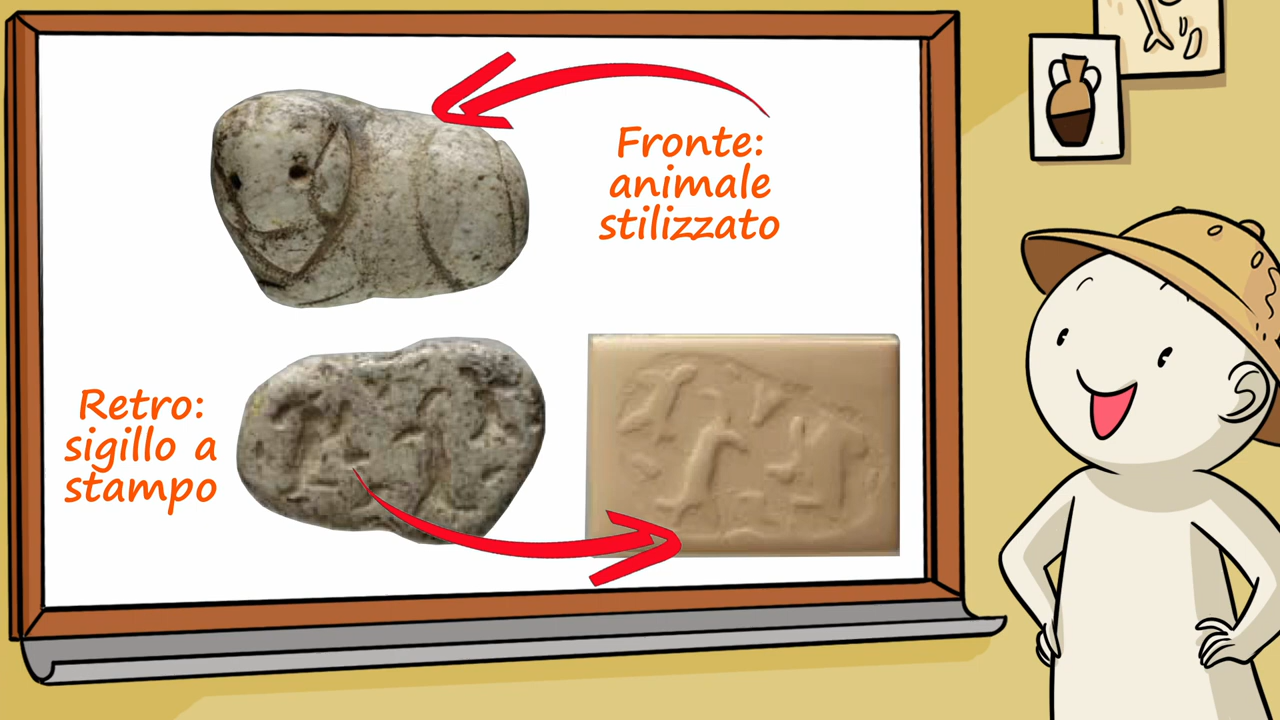 Fronte:
animale
stilizzato
Retro:
sigillo a
stampo